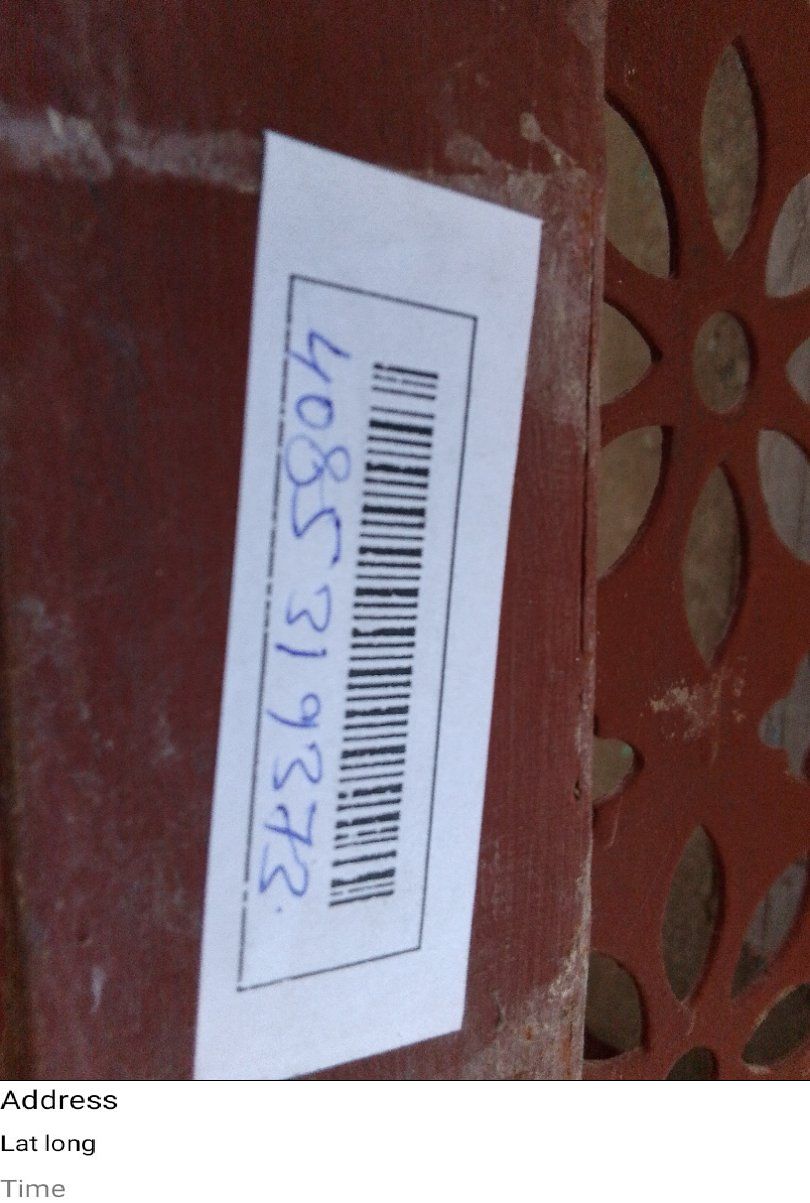 4085319373
Address
Lat long
Time